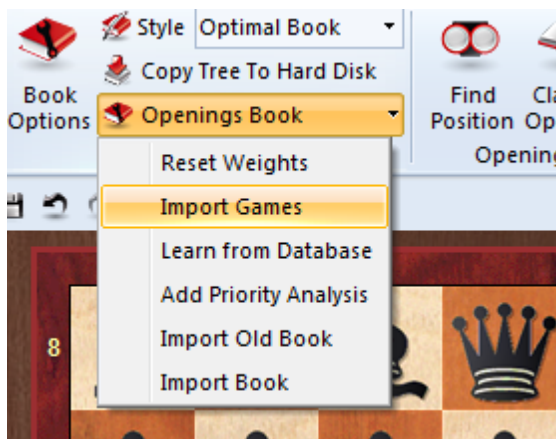 Style Optimal Book
Copy Tree To Hard Disk
Book
Options
Openings Book
Find
Position
Reset Weights
Import Games
Learn from Database
Add Priority Analysis
Import Old Book
Import Book
8